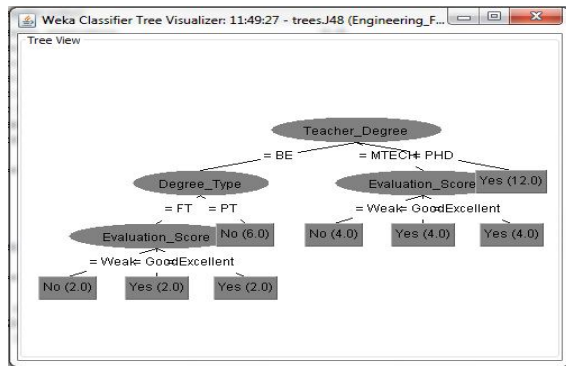 Weka Classifier Tree Visualizer: 11:49:27 - trees.J48 (Engineering_F...
Tree View
Teacher_Degree
= BE = MTECH = PHD
Degree_Type Evaluation_Score Yes (12.0)
= FT = PT = Weak = Good Excellent
Evaluation_Score No (6.0) No (4.0) Yes (4.0) Yes (4.0)
= Weak = Good Excellent
No (2.0) Yes (2.0) Yes (2.0)